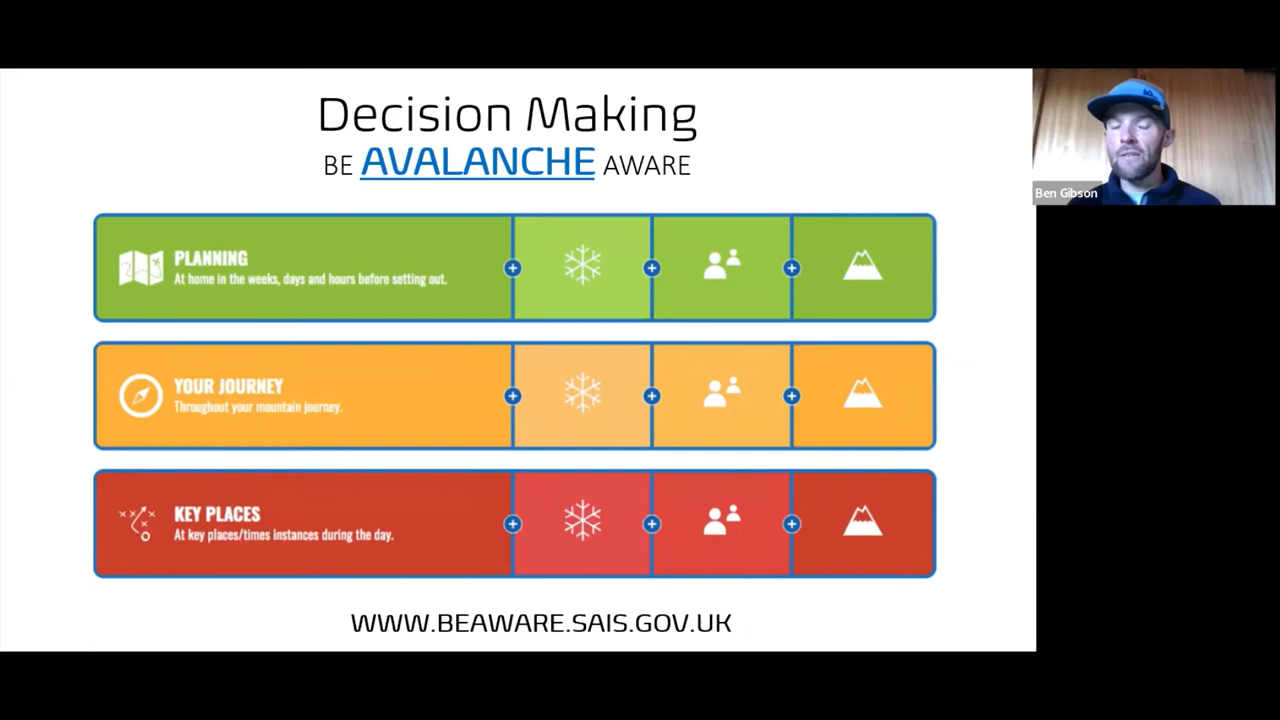 Decision Making
BE AVALANCHE AWARE
PLANNING
At home in the weeks, days and hours before setting out.
YOUR JOURNEY
Throughout your mountain journey.
KEY PLACES
At key places/times instances during the day.
WWW.BEAWARE.SAIS.GOV.UK
Ben Gibson